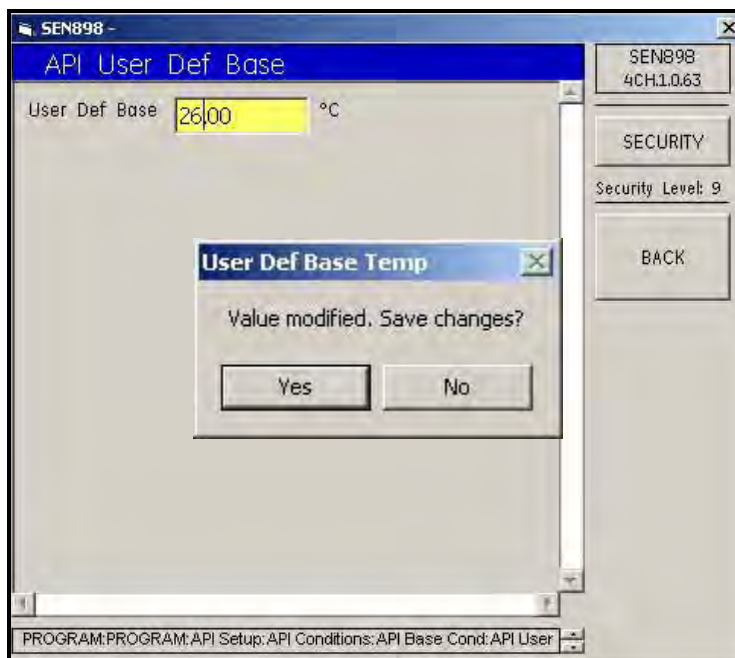 SEN898 -
API User Def Base
User Def Base 26.00 °C
User Def Base Temp
Value modified. Save changes?
Yes No
SEN898
4CH.1.0.63
SECURITY
Security Level: 9
BACK
PROGRAM:PROGRAM:API Setup:API Conditions:API Base Cond:API User